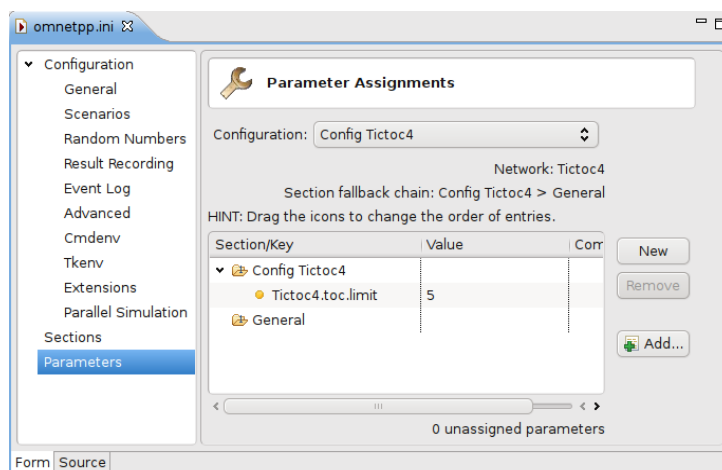 omnetpp.ini
Configuration
General
Scenarios
Random Numbers
Result Recording
Event Log
Advanced
Cmdenv
Tkenv
Extensions
Parallel Simulation
Sections
Parameters
Parameter Assignments
Configuration: Config Tictoc4
Network: Tictoc4
Section fallback chain: Config Tictoc4 > General
HINT: Drag the icons to change the order of entries.
Section/Key Value Com
Config Tictoc4
Tictoc4.toc.limit 5
General
New
Remove
Add...
0 unassigned parameters
Form Source